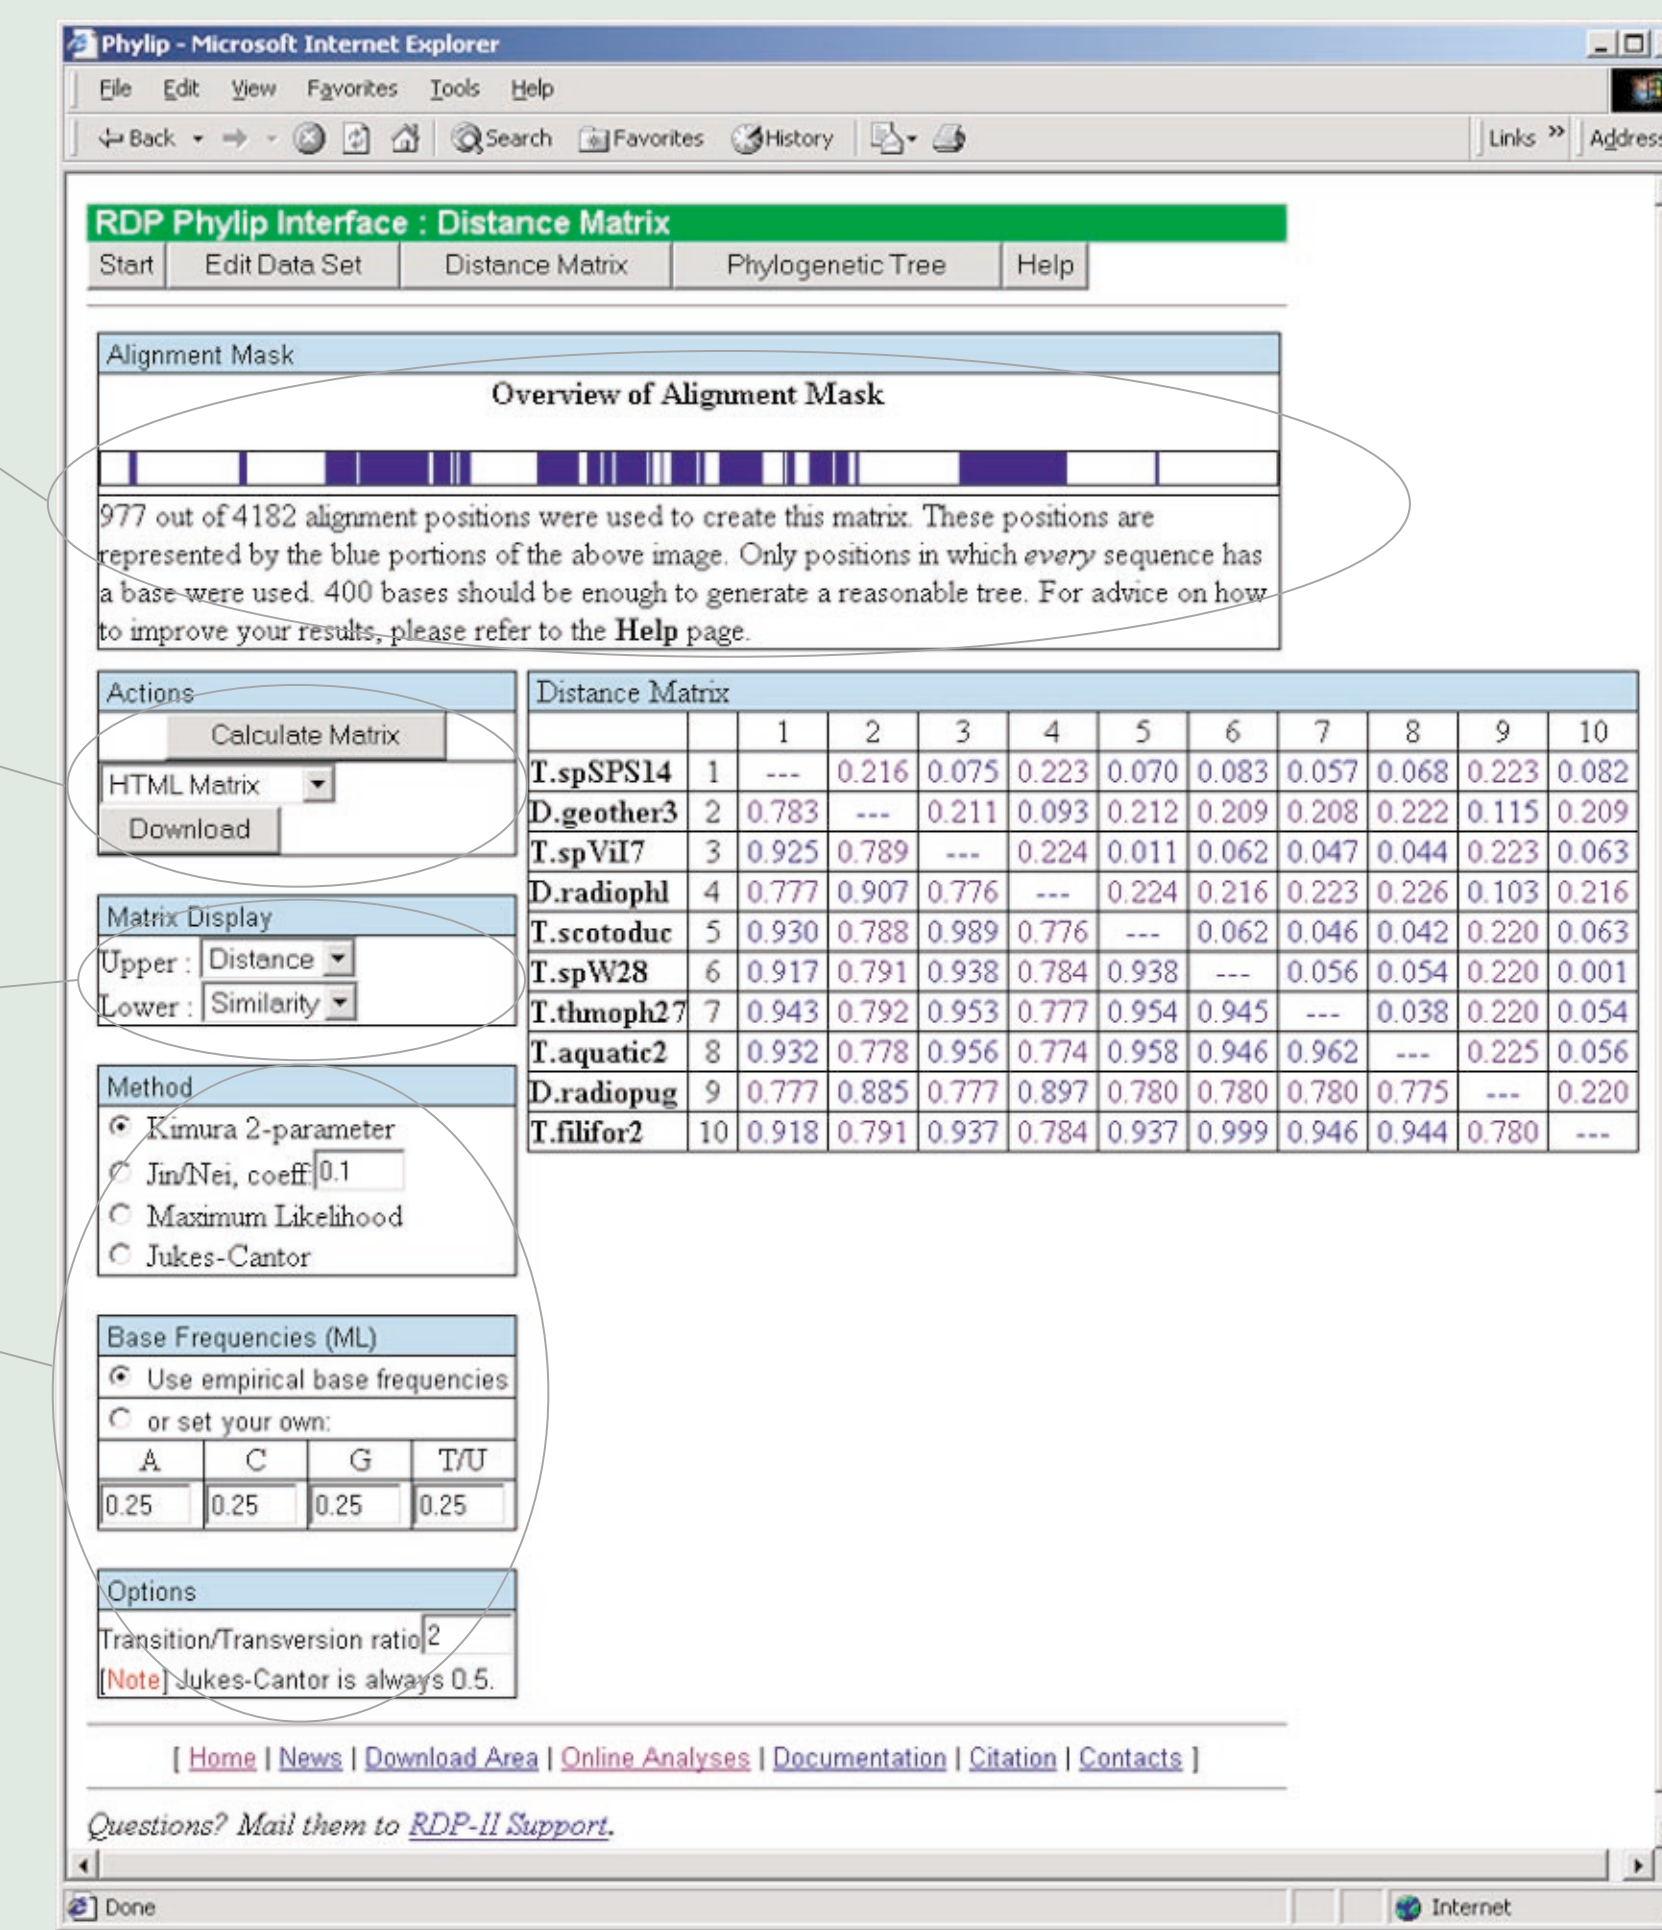 Phylip - Microsoft Internet Explorer
File Edit View Favorites Tools Help
Back Search Favorites History Links » Address
RDP Phylip Interface : Distance Matrix
Start Edit Data Set Distance Matrix Phylogenetic Tree Help
Alignment Mask
Overview of Alignment Mask
977 out of 4182 alignment positions were used to create this matrix. These positions are
represented by the blue portions of the above image. Only positions in which every sequence has
a base were used. 400 bases should be enough to generate a reasonable tree. For advice on how
to improve your results, please refer to the Help page.
Actions
Calculate Matrix
HTML Matrix
Download
Matrix Display
Upper : Distance
Lower : Similarity
Method
Kimura 2-parameter
Jin/Nei, coeff: 0.1
Maximum Likelihood
Jukes-Cantor
Base Frequencies (ML)
Use empirical base frequencies
or set your own:
A C G T/U
0.25 0.25 0.25 0.25
Options
Transition/Transversion ratio 2
[Note] Jukes-Cantor is always 0.5.
Distance Matrix
1 2 3 4 5 6 7 8 9 10
T.spSPS14 1 --- 0.216 0.075 0.223 0.070 0.083 0.057 0.068 0.223 0.082
D.geother3 2 0.783 --- 0.211 0.093 0.212 0.209 0.208 0.222 0.115 0.209
T.spViI7 3 0.925 0.789 --- 0.224 0.011 0.062 0.047 0.044 0.223 0.063
D.radiophl 4 0.777 0.907 0.776 --- 0.224 0.216 0.223 0.226 0.103 0.216
T.scotoduc 5 0.930 0.788 0.989 0.776 --- 0.062 0.046 0.042 0.220 0.063
T.spW28 6 0.917 0.791 0.938 0.784 0.938 --- 0.056 0.054 0.220 0.001
T.thmoph27 7 0.943 0.792 0.953 0.777 0.954 0.945 --- 0.038 0.220 0.054
T.aquatic2 8 0.932 0.778 0.956 0.774 0.958 0.946 0.962 --- 0.225 0.056
D.radiopug 9 0.777 0.885 0.777 0.897 0.780 0.780 0.780 0.775 --- 0.220
T.filifor2 10 0.918 0.791 0.937 0.784 0.937 0.999 0.946 0.944 0.780 ---
[ Home | News | Download Area | Online Analyses | Documentation | Citation | Contacts ]
Questions? Mail them to RDP-II Support.
Done Internet